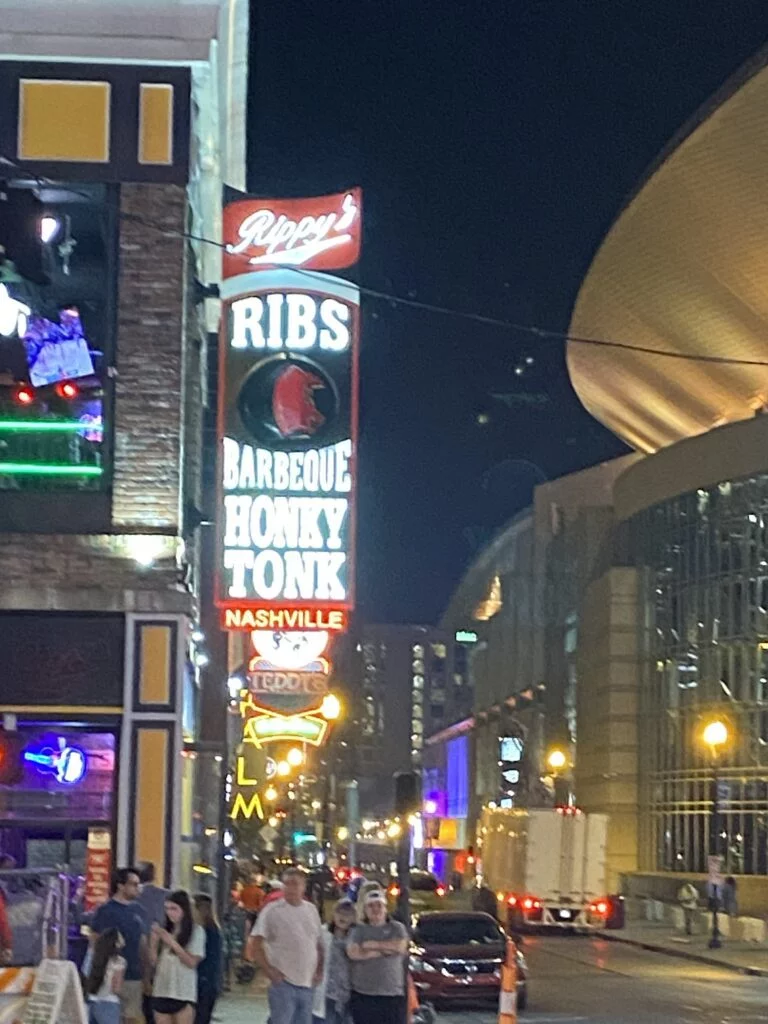 Rippy's
RIBS
BARBEQUE
HONKY
TONK
NASHVILLE
TEDDY'S
A
L
M